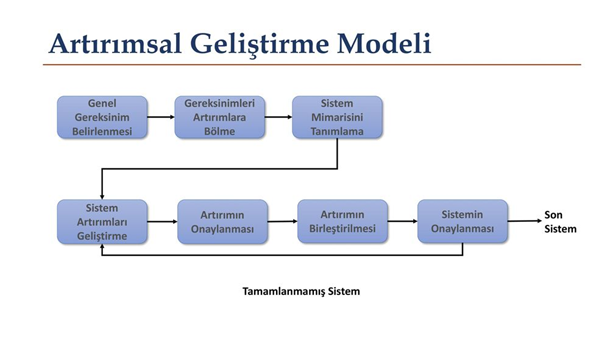 Artırımsal Geliştirme Modeli
Genel
Gereksinim
Belirlenmesi
Gereksinimleri
Artırımlara
Bölme
Sistem
Mimarisini
Tanımlama
Sistem
Artırımları
Geliştirme
Artırımın
Onaylanması
Artırımın
Birleştirilmesi
Sistemin
Onaylanması
Son
Sistem
Tamamlanmamış Sistem